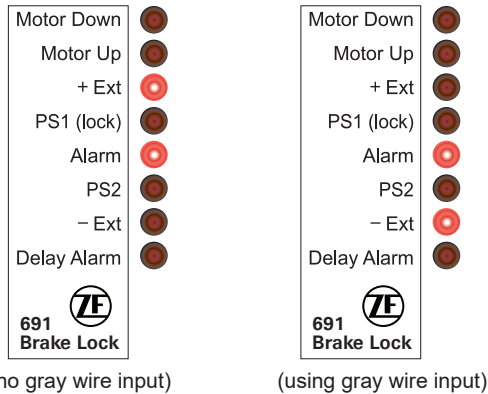 Motor Down
Motor Up
+ Ext
PS1 (lock)
Alarm
PS2
− Ext
Delay Alarm
ZF
691
Brake Lock
no gray wire input)
Motor Down
Motor Up
+ Ext
PS1 (lock)
Alarm
PS2
− Ext
Delay Alarm
ZF
691
Brake Lock
(using gray wire input)